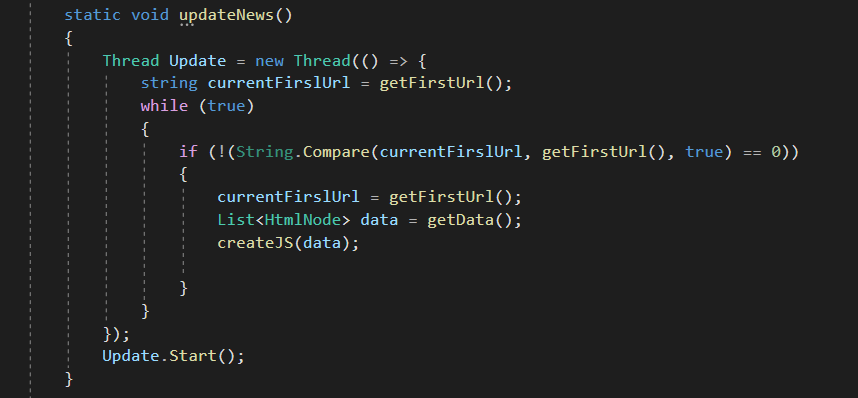 static void updateNews()
{
Thread Update = new Thread(() => {
string currentFirslUrl = getFirstUrl();
while (true)
{
if (!(String.Compare(currentFirslUrl, getFirstUrl(), true) == 0))
{
currentFirslUrl = getFirstUrl();
List<HtmlNode> data = getData();
createJS(data);
}
}
});
Update.Start();
}